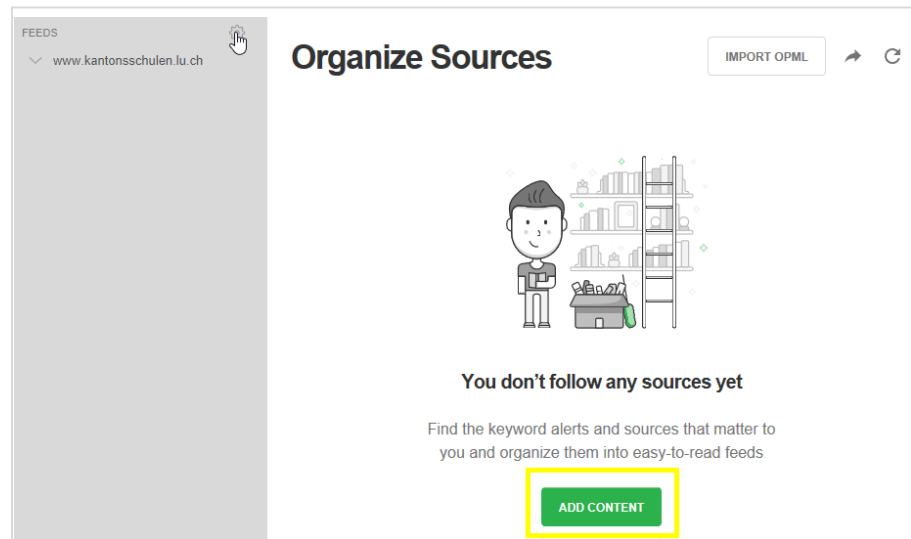 FEEDS
www.kantonsschulen.lu.ch
Organize Sources
IMPORT OPML
You don’t follow any sources yet
Find the keyword alerts and sources that matter to
you and organize them into easy-to-read feeds
ADD CONTENT